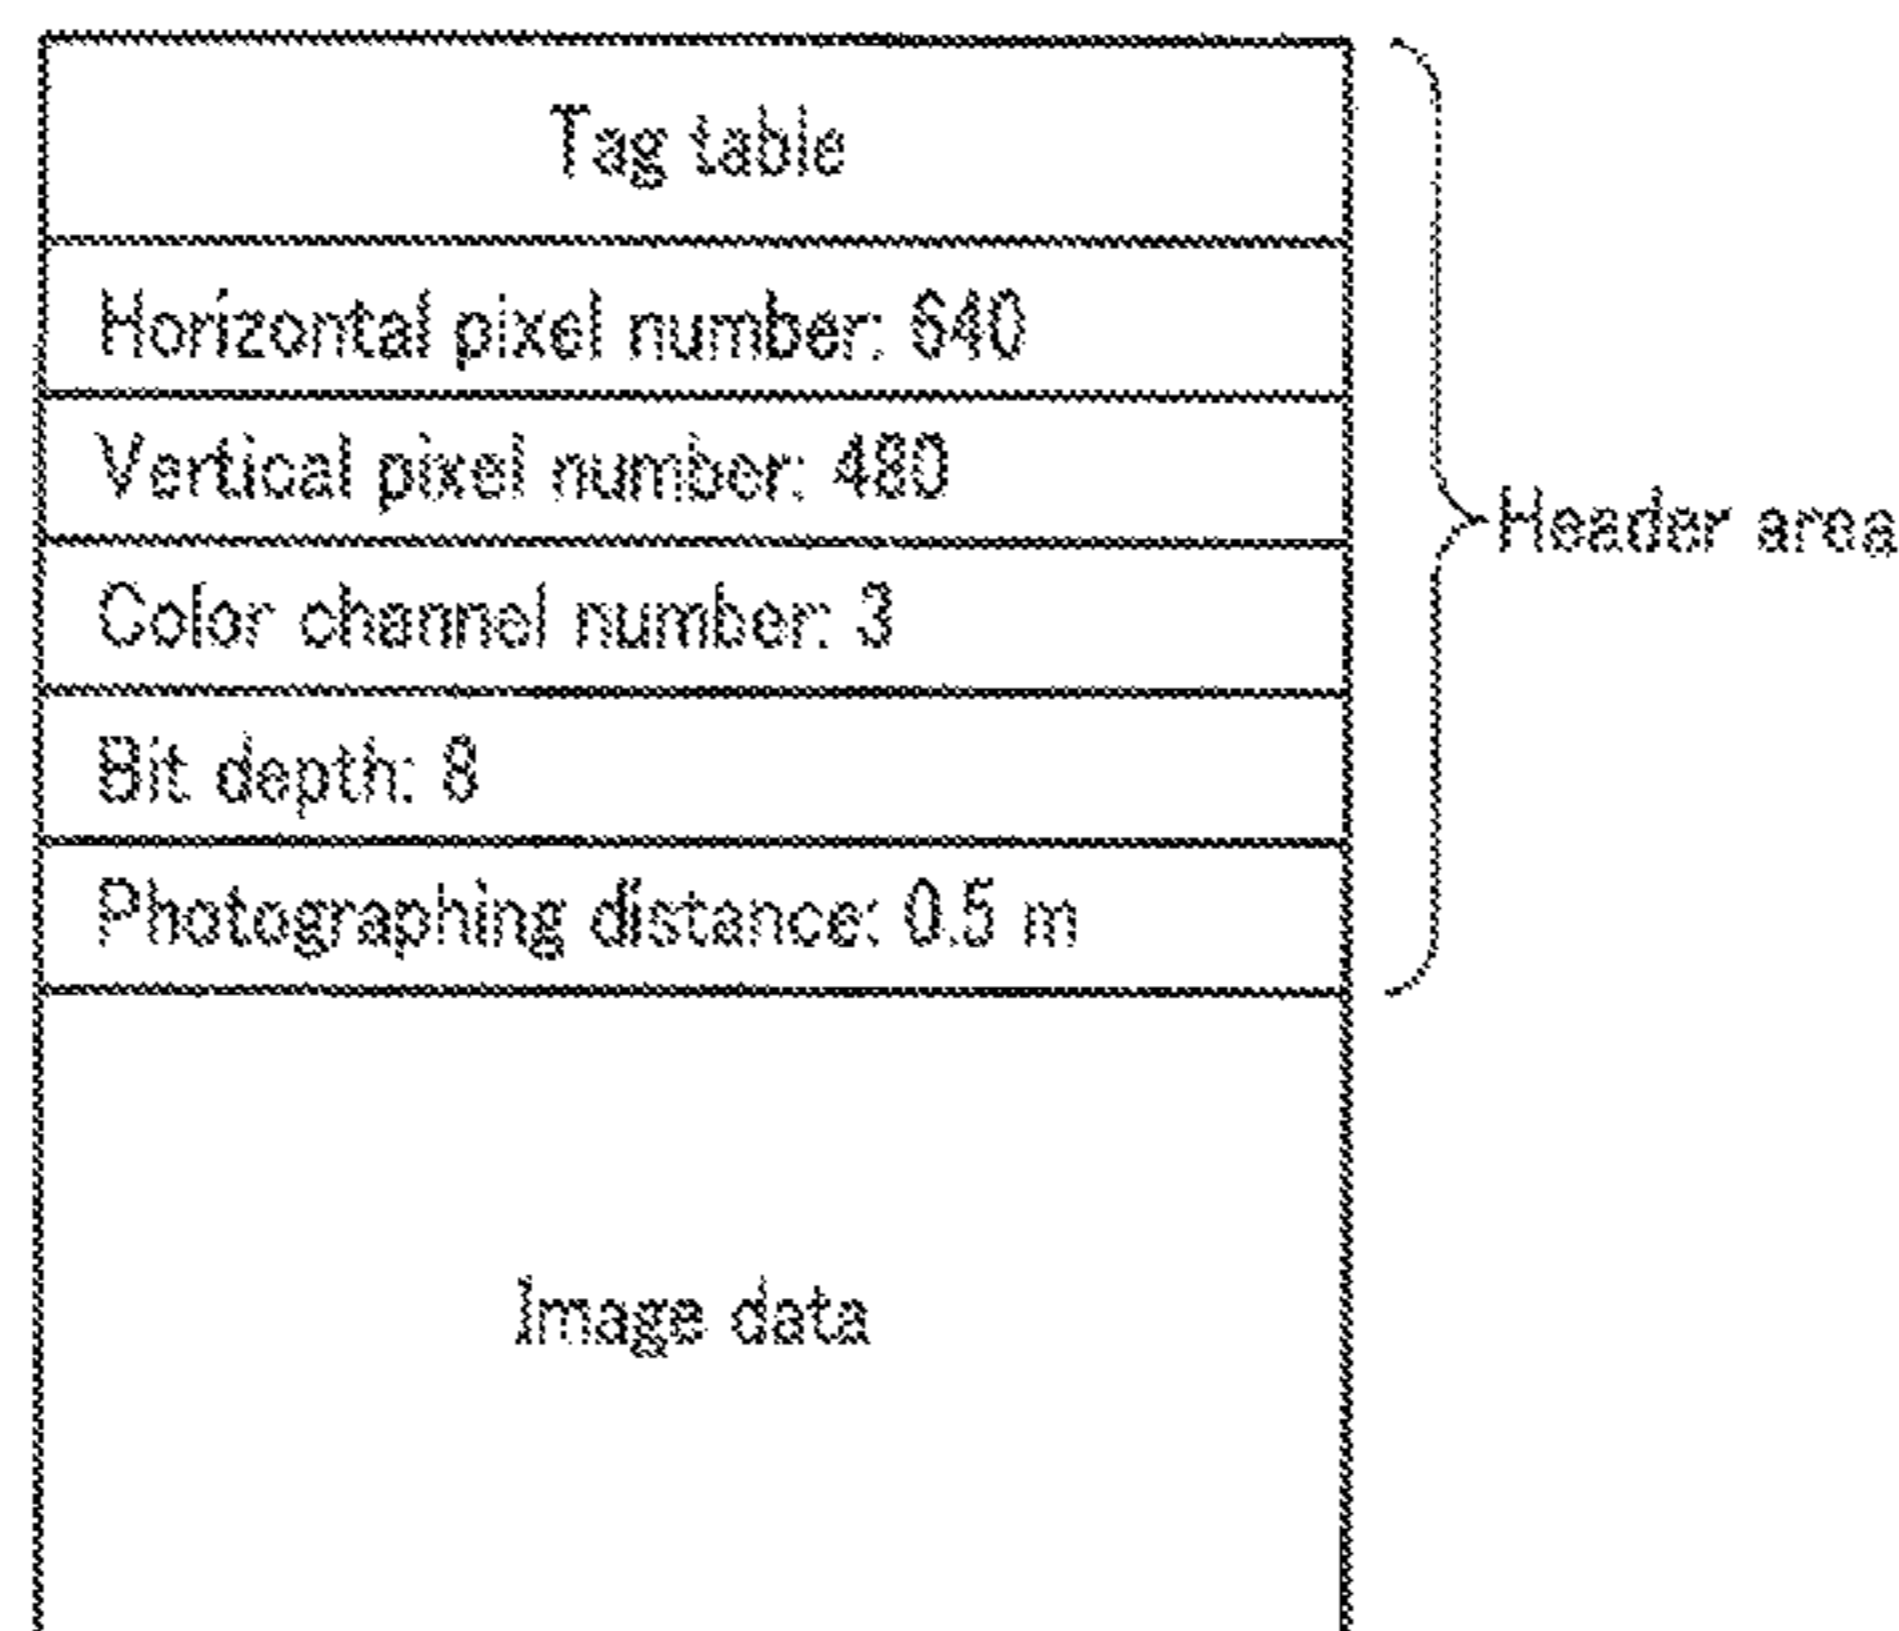 Tag table
Horizontal pixel number: 640
Vertical pixel number: 480
Color channel number: 3
Bit depth: 8
Photographing distance: 0.5 m
Header area
Image data